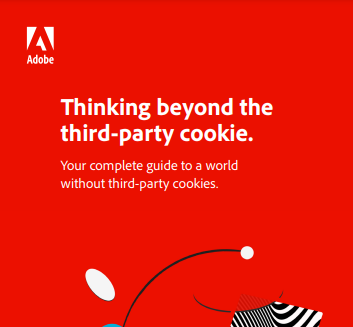 Adobe
Thinking beyond the
third-party cookie.
Your complete guide to a world
without third-party cookies.